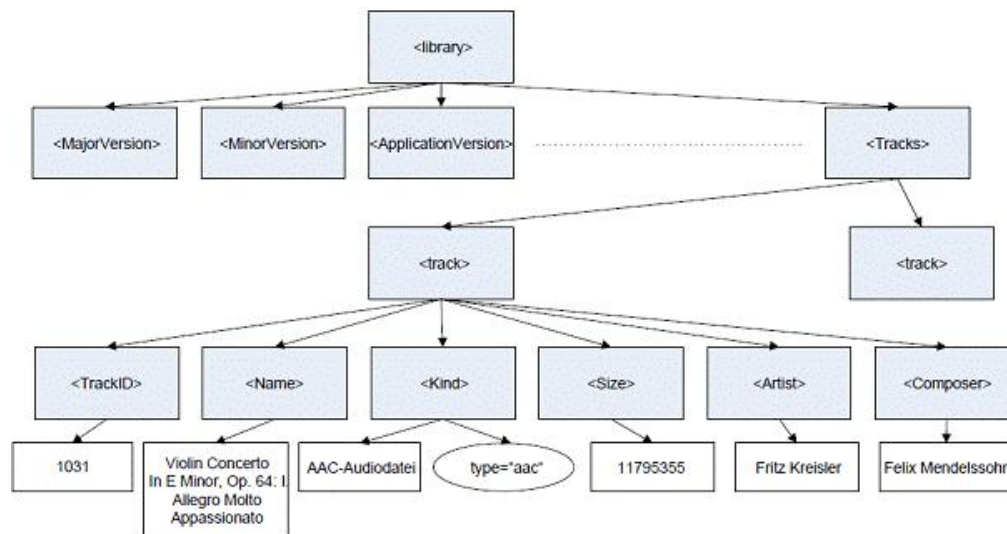 <library>
<MajorVersion>
<MinorVersion>
<ApplicationVersion>
<Tracks>
<track>
<track>
<TrackID>
<Name>
<Kind>
<Size>
<Artist>
<Composer>
1031
Violin Concerto
In E Minor, Op. 64: I.
Allegro Molto
Appassionato
AAC-Audiodatei
type="aac"
11795355
Fritz Kreisler
Felix Mendelssohn